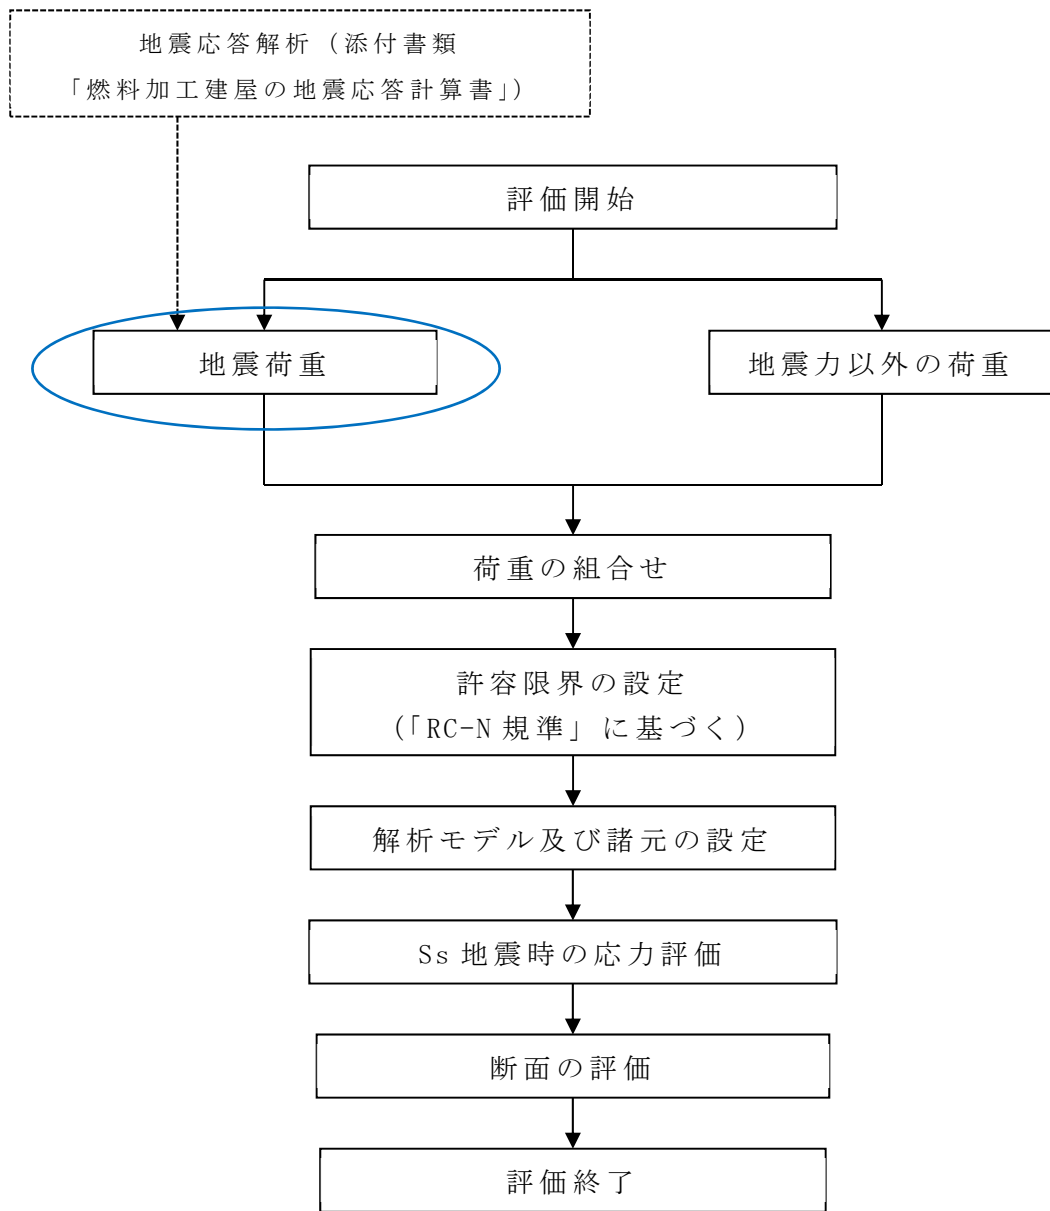 地震応答解析（添付書類
「燃料加工建屋の地震応答計算書」）
評価開始
地震荷重
地震力以外の荷重
荷重の組合せ
許容限界の設定
（「RC-N 規準」に基づく）
解析モデル及び諸元の設定
Ss 地震時の応力評価
断面の評価
評価終了